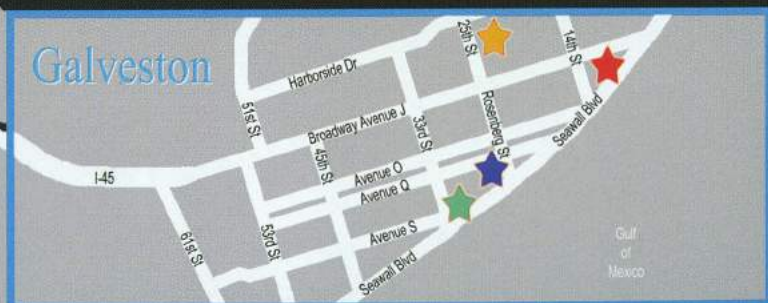 Galveston
25th St
14th St
Harborside Dr
51st St
Broadway Avenue J
33rd St
Rosenberg St
Seawall Blvd
45th St
Avenue O
I-45
Avenue Q
61st St
53rd St
Avenue S
Gulf
of
Mexico
Seawall Blvd